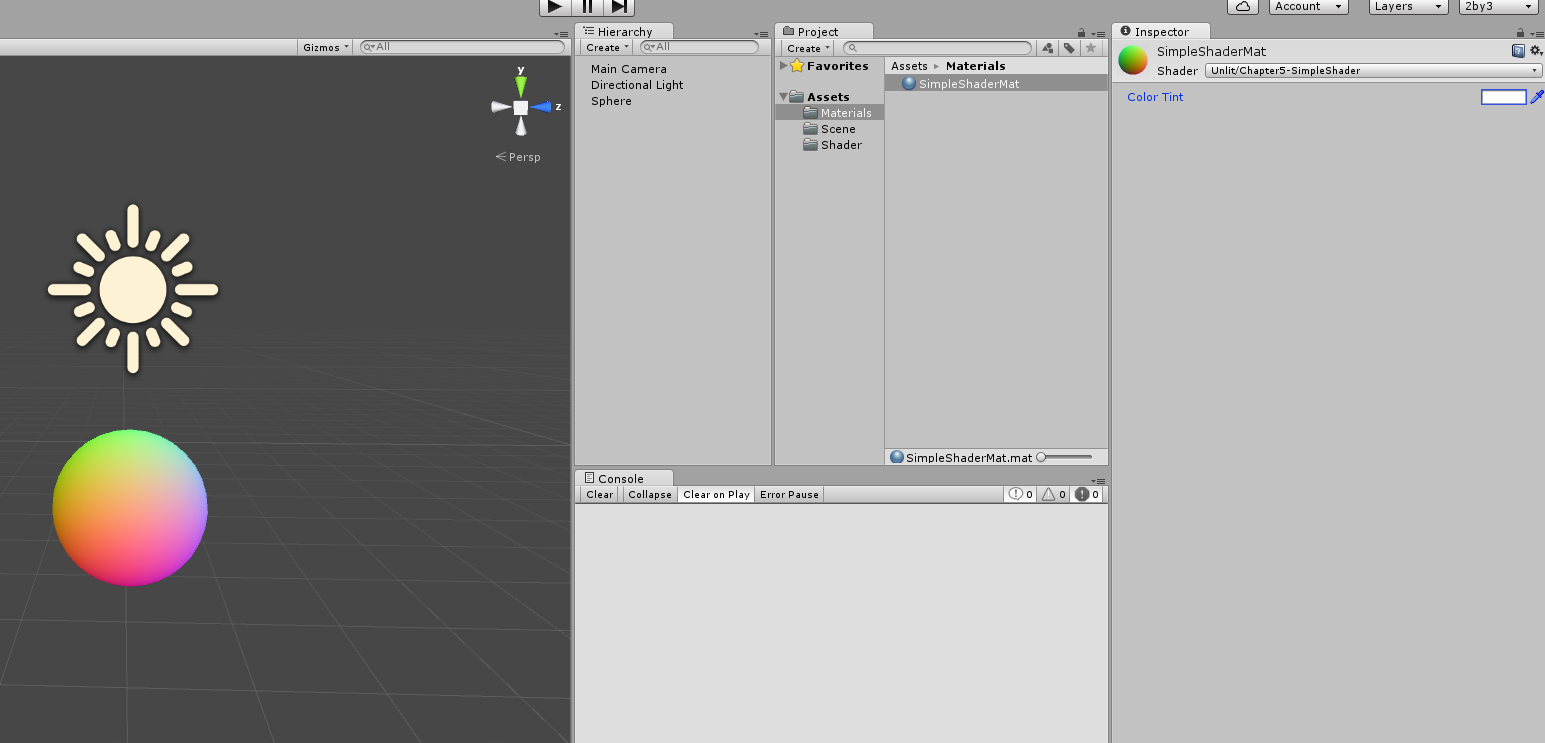 Account
Layers
2by3
Hierarchy
Project
Inspector
Gizmos
All
Create
All
Create
SimpleShaderMat
Shader
Unlit/Chapter5-SimpleShader
Favorites
Assets
Materials
Main Camera
Directional Light
Sphere
SimpleShaderMat
Color Tint
Assets
Materials
Scene
Shader
y
z
Persp
SimpleShaderMat.mat
Console
Clear
Collapse
Clear on Play
Error Pause
0
0
0